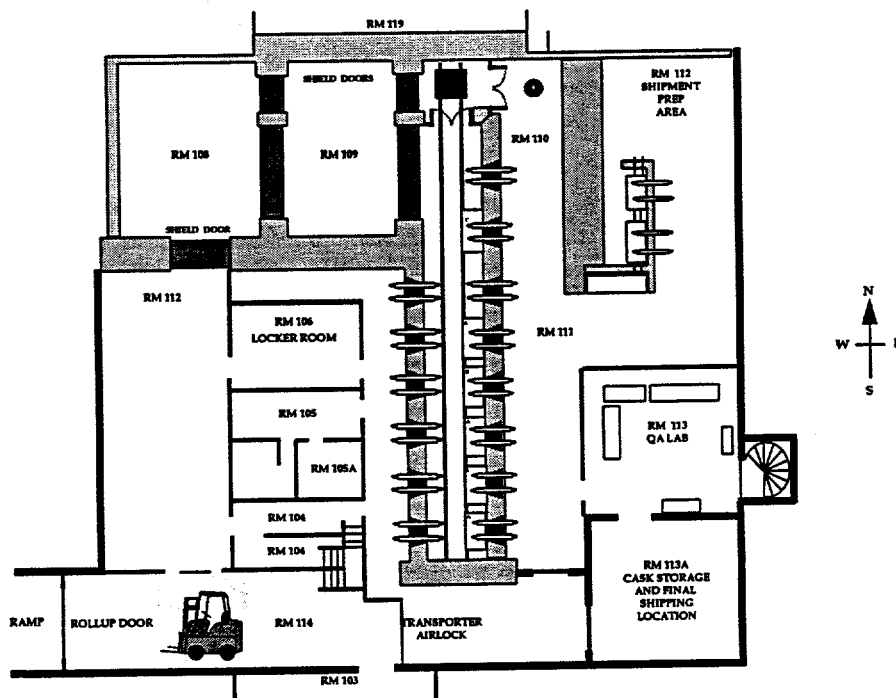 RM 119
SHIELD DOORS
RM 112
SHIPMENT
PREP
AREA
RM 110
RM 108
RM 109
SHIELD DOOR
RM 112
N
W
S
RM 106
LOCKER ROOM
RM 111
RM 105
RM 113
QA LAB
RM 105A
RM 104
RM 104
RM 113A
CASK STORAGE
AND FINAL
SHIPPING
LOCATION
RAMP
ROLLUP DOOR
RM 114
TRANSPORTER
AIRLOCK
RM 103